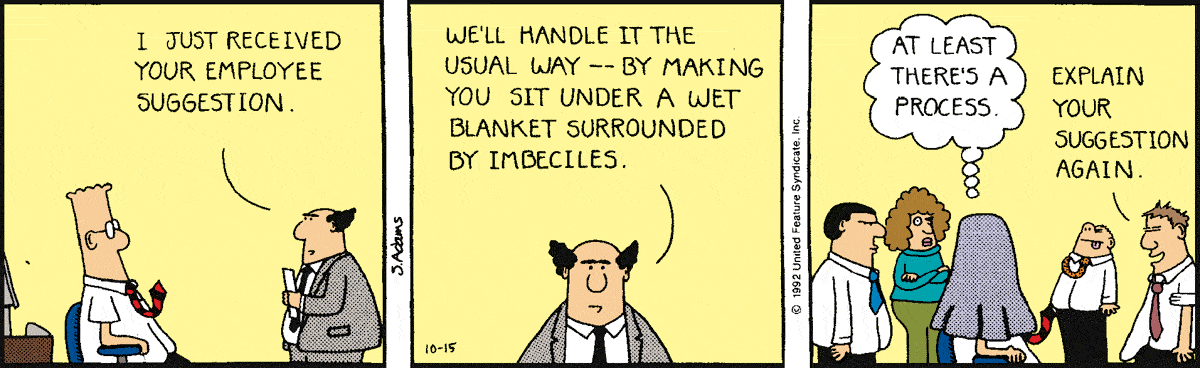 I JUST RECEIVED
YOUR EMPLOYEE
SUGGESTION.
S.Adams
WE'LL HANDLE IT THE
USUAL WAY -- BY MAKING
YOU SIT UNDER A WET
BLANKET SURROUNDED
BY IMBECILES.
10-15
© 1992 United Feature Syndicate, Inc.
AT LEAST
THERE'S A
PROCESS.
EXPLAIN
YOUR
SUGGESTION
AGAIN.